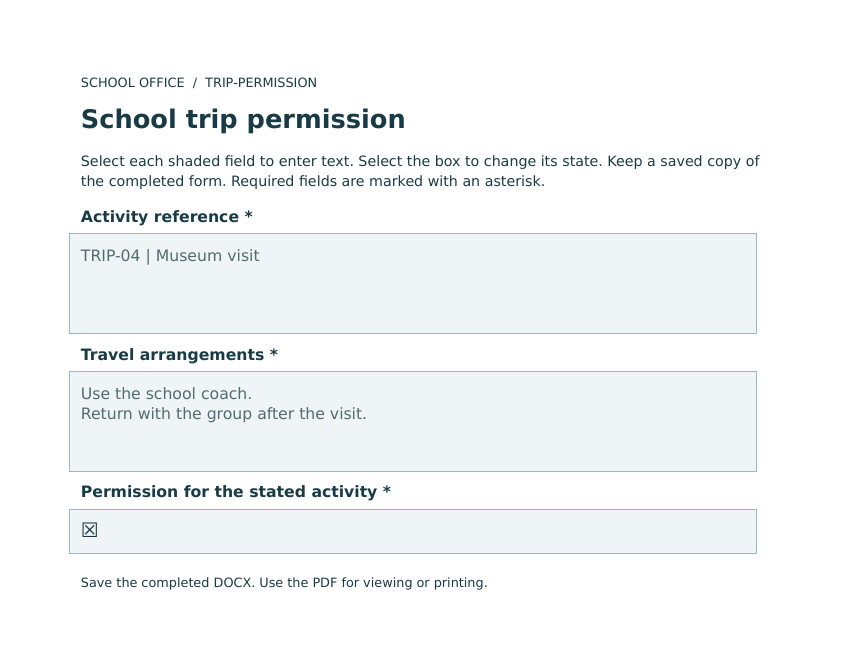 SCHOOL OFFICE / TRIP-PERMISSION
School trip permission
Select each shaded field to enter text. Select the box to change its state. Keep a saved copy of
the completed form. Required fields are marked with an asterisk.
Activity reference *
TRIP-04 | Museum visit
Travel arrangements *
Use the school coach.
Return with the group after the visit.
Permission for the stated activity *
☒
Save the completed DOCX. Use the PDF for viewing or printing.